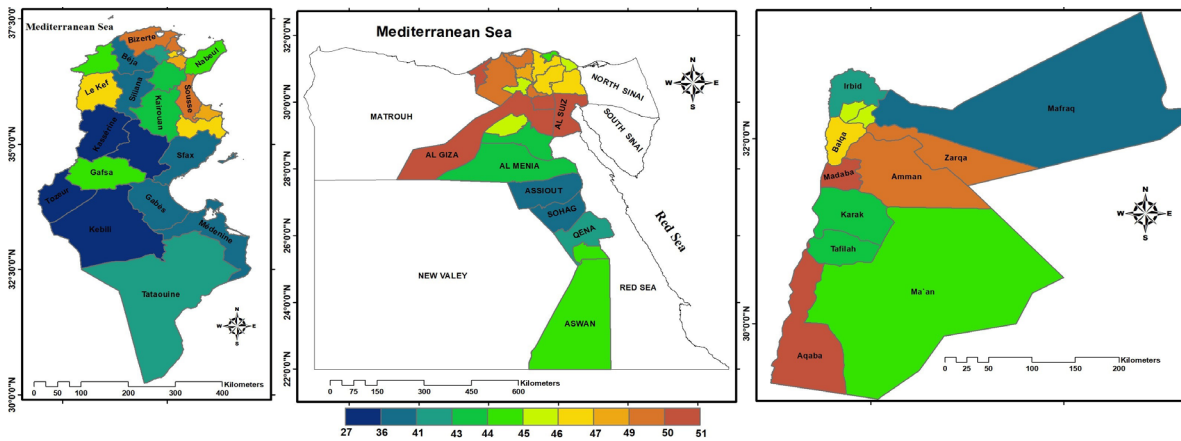 Mediterranean Sea
37°30'N
35°0'0"N
32°30'N
30°0'0"N
Bizerte
Beja
Nabeul
Le Kef
Siliana
Sousse
Kairouan
Kasserine
Sfax
Gafsa
Tozeur
Gabes
Kebili
Medenine
Tataouine
N
W
E
S
Kilometers
0 50 100 200 300 400
Mediterranean Sea
32°0'N
30°0'0"N
28°0'0"N
26°0'0"N
24°0'0"N
22°0'0"N
NORTH SINAI
MATROUH
AL SUIZ
SOUTH SINAI
AL GIZA
AL MENIA
ASSIOUT
SOHAG
QENA
Red Sea
NEW VALEY
RED SEA
ASWAN
N
W
E
S
Kilometers
0 75 150 300 450 600
32°0'N
30°0'0"N
Irbid
Mafraq
Balqa
Zarqa
Madaba
Amman
Karak
Tafilah
Ma`an
Aqaba
N
W
E
S
Kilometers
0 25 50 100 150 200
27 36 41 43 44 45 46 47 49 50 51